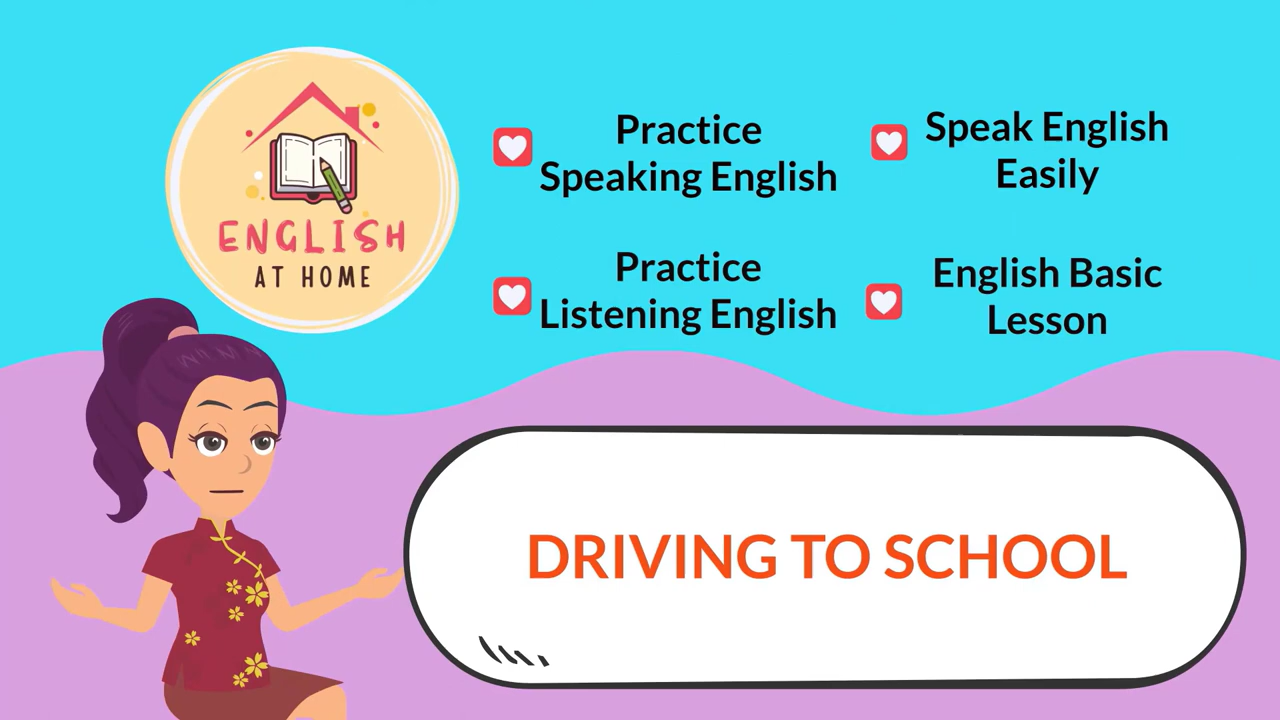 ENGLISH
AT HOME
Practice
Speaking English
Speak English
Easily
Practice
Listening English
English Basic
Lesson
DRIVING TO SCHOOL